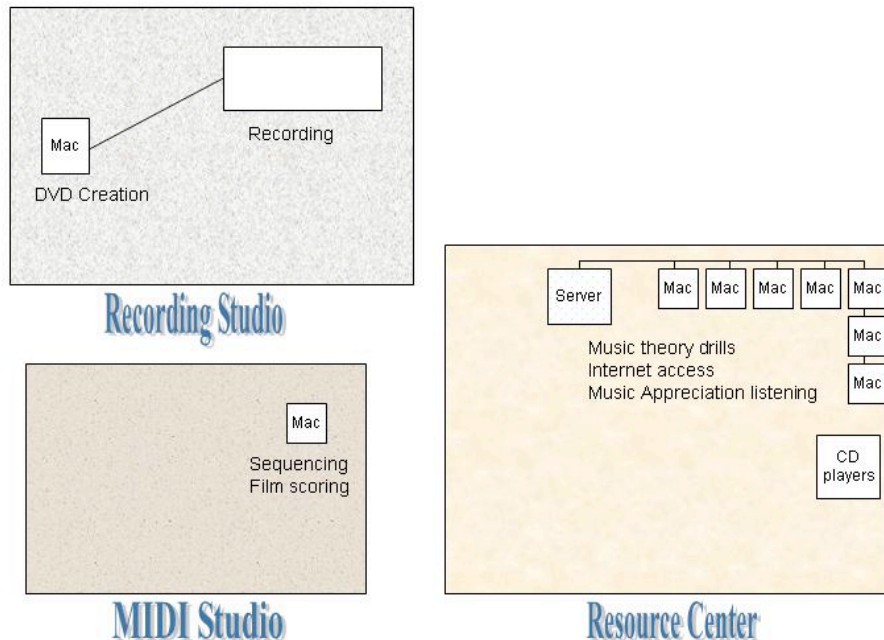 Mac
Recording
DVD Creation
Recording Studio
Mac
Sequencing
Film scoring
MIDI Studio
Server
Mac
Mac
Mac
Mac
Mac
Mac
Mac
Music theory drills
Internet access
Music Appreciation listening
CD
players
Resource Center